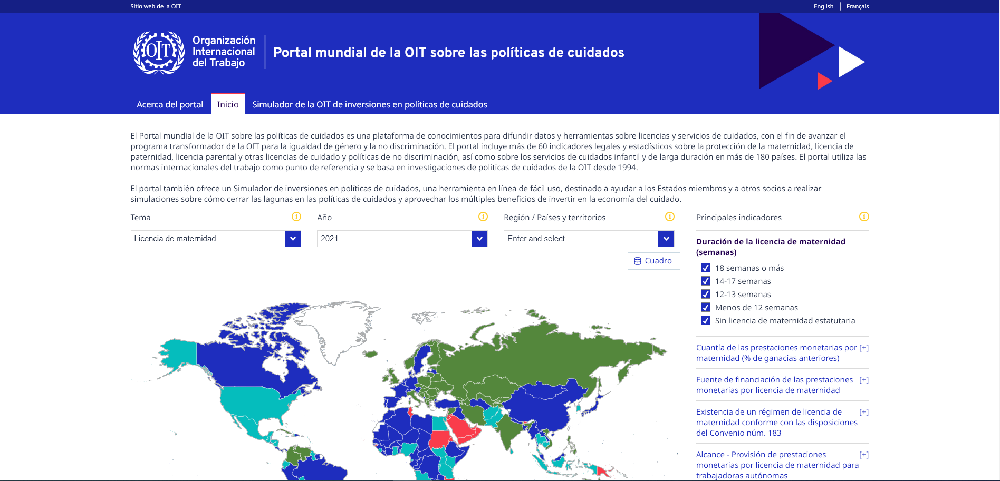 Sitio web de la OIT
English
Français
OIT
Organización
Internacional
del Trabajo
Portal mundial de la OIT sobre las políticas de cuidados
Acerca del portal
Inicio
Simulador de la OIT de inversiones en políticas de cuidados
El Portal mundial de la OIT sobre las políticas de cuidados es una plataforma de conocimientos para difundir datos y herramientas sobre licencias y servicios de cuidados, con el fin de avanzar el
programa transformador de la OIT para la igualdad de género y la no discriminación. El portal incluye más de 60 indicadores legales y estadísticos sobre la protección de la maternidad, licencia de
paternidad, licencia parental y otras licencias de cuidado y políticas de no discriminación, así como sobre los servicios de cuidados infantil y de larga duración en más de 180 países. El portal utiliza las
normas internacionales del trabajo como punto de referencia y se basa en investigaciones de políticas de cuidados de la OIT desde 1994.
El portal también ofrece un Simulador de inversiones en políticas de cuidados, una herramienta en línea de fácil uso, destinado a ayudar a los Estados miembros y a otros socios a realizar
simulaciones sobre cómo cerrar las lagunas en las políticas de cuidados y aprovechar los múltiples beneficios de invertir en la economía del cuidado.
Tema
Licencia de maternidad
Año
2021
Región / Países y territorios
Enter and select
Cuadro
Principales indicadores
Duración de la licencia de maternidad
(semanas)
18 semanas o más
14-17 semanas
12-13 semanas
Menos de 12 semanas
Sin licencia de maternidad estatutaria
Cuantía de las prestaciones monetarias por [+]
maternidad (% de ganacias anteriores)
Fuente de financiación de las prestaciones [+]
monetarias por licencia de maternidad
Existencia de un régimen de licencia de [+]
maternidad conforme con las disposiciones
del Convenio núm. 183
Alcance - Provisión de prestaciones [+]
monetarias por licencia de maternidad para
trabajadoras autónomas